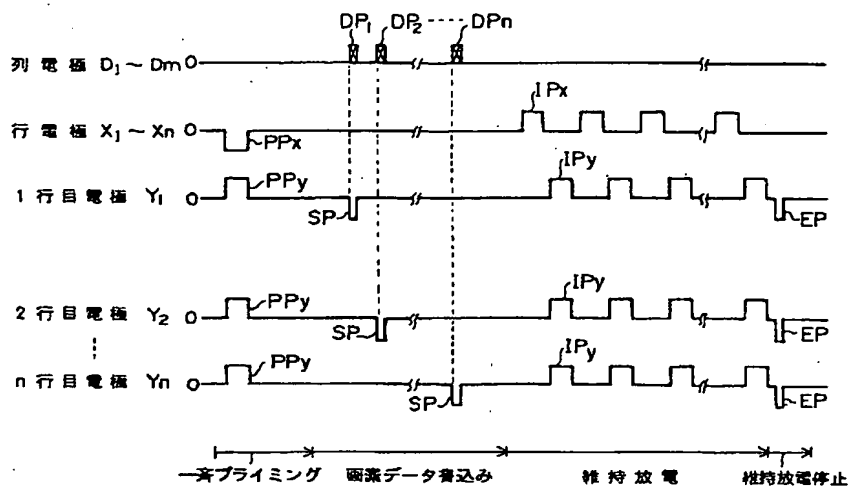 DP1 DP2 ---- DPn
列電極 D1～Dm 0
IPx
行電極 X1～Xn 0
PPx
PPy IPy
1行目電極 Y1 0
SP EP
PPy IPy
2行目電極 Y2 0
SP EP
PPy IPy
n行目電極 Yn 0
SP EP
一斉プライミング 画素データ書込み 維持放電 維持放電停止